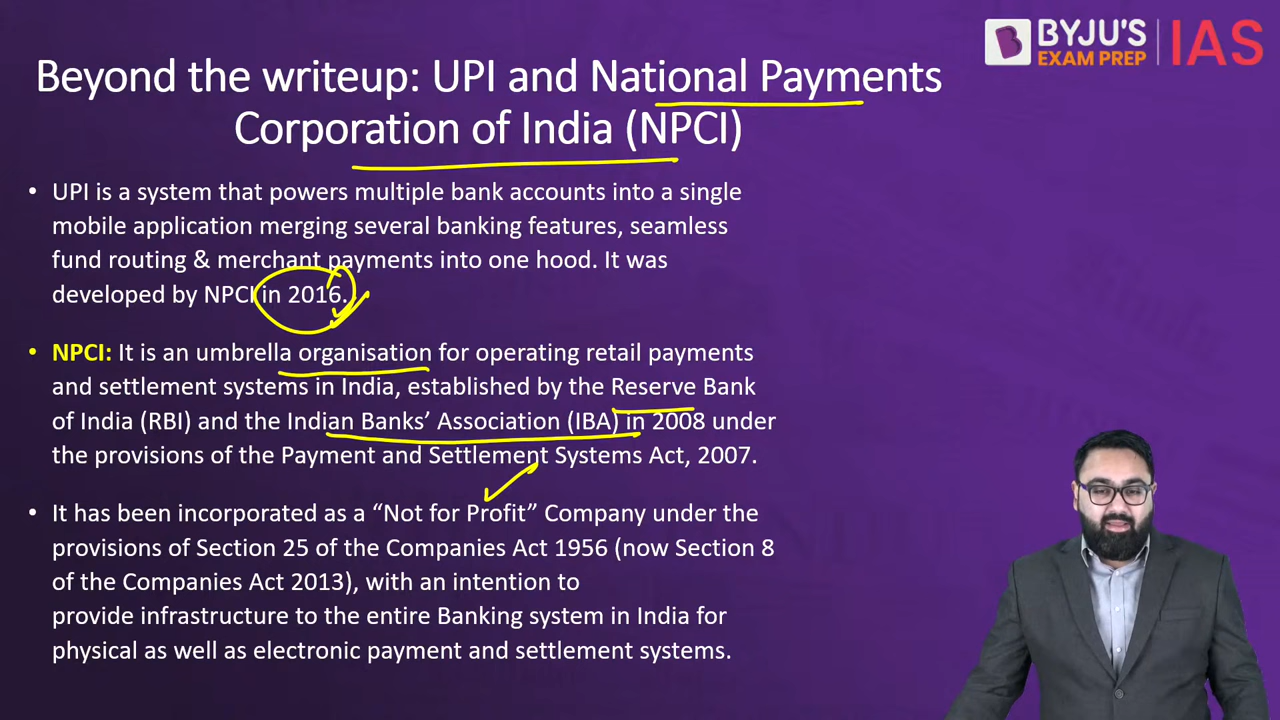 BYJU'S
EXAM PREP
IAS
Beyond the writeup: UPI and National Payments
Corporation of India (NPCI)
• UPI is a system that powers multiple bank accounts into a single
mobile application merging several banking features, seamless
fund routing & merchant payments into one hood. It was
developed by NPCI in 2016.
• NPCI: It is an umbrella organisation for operating retail payments
and settlement systems in India, established by the Reserve Bank
of India (RBI) and the Indian Banks’ Association (IBA) in 2008 under
the provisions of the Payment and Settlement Systems Act, 2007.
• It has been incorporated as a “Not for Profit” Company under the
provisions of Section 25 of the Companies Act 1956 (now Section 8
of the Companies Act 2013), with an intention to
provide infrastructure to the entire Banking system in India for
physical as well as electronic payment and settlement systems.